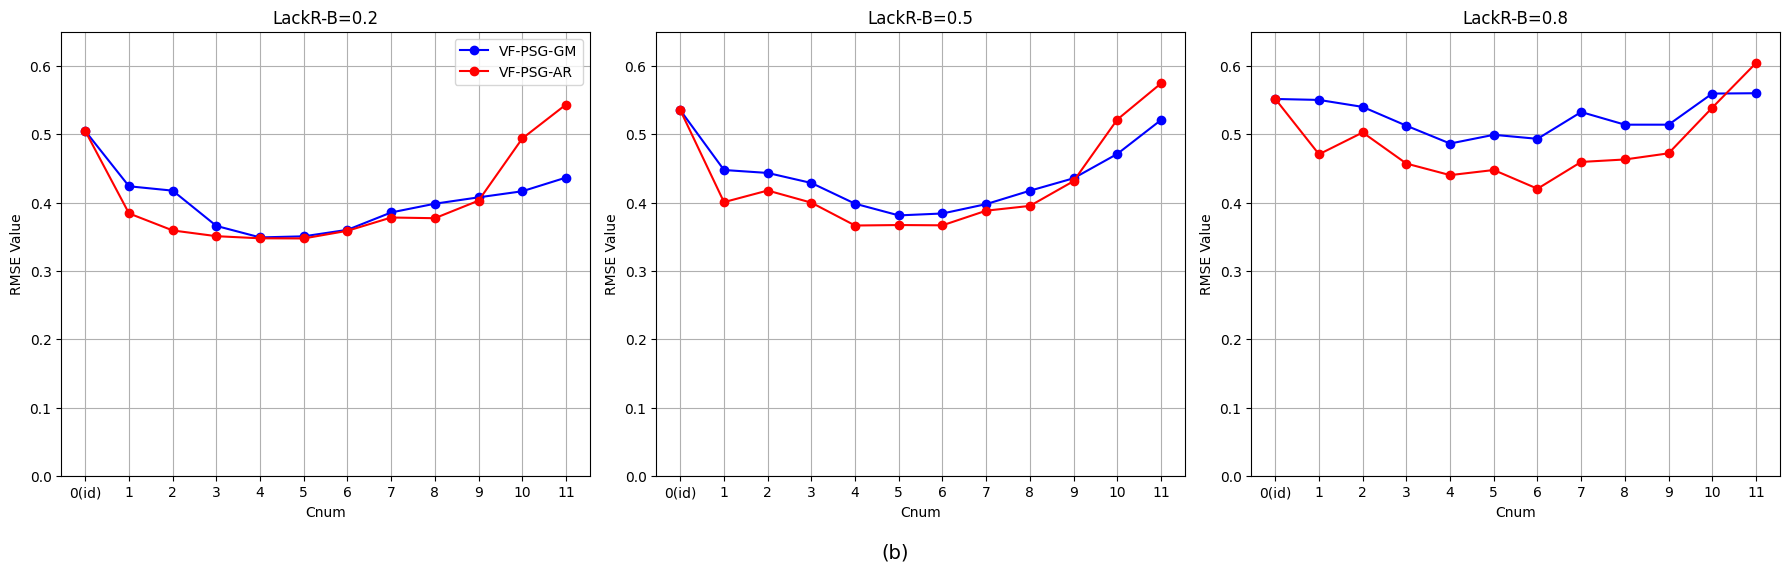 LackR-B=0.2
VF-PSG-GM
VF-PSG-AR
RMSE Value
0.6
0.5
0.4
0.3
0.2
0.1
0.0
0(id) 1 2 3 4 5 6 7 8 9 10 11
Cnum
LackR-B=0.5
RMSE Value
0.6
0.5
0.4
0.3
0.2
0.1
0.0
0(id) 1 2 3 4 5 6 7 8 9 10 11
Cnum
LackR-B=0.8
RMSE Value
0.6
0.5
0.4
0.3
0.2
0.1
0.0
0(id) 1 2 3 4 5 6 7 8 9 10 11
Cnum
(b)